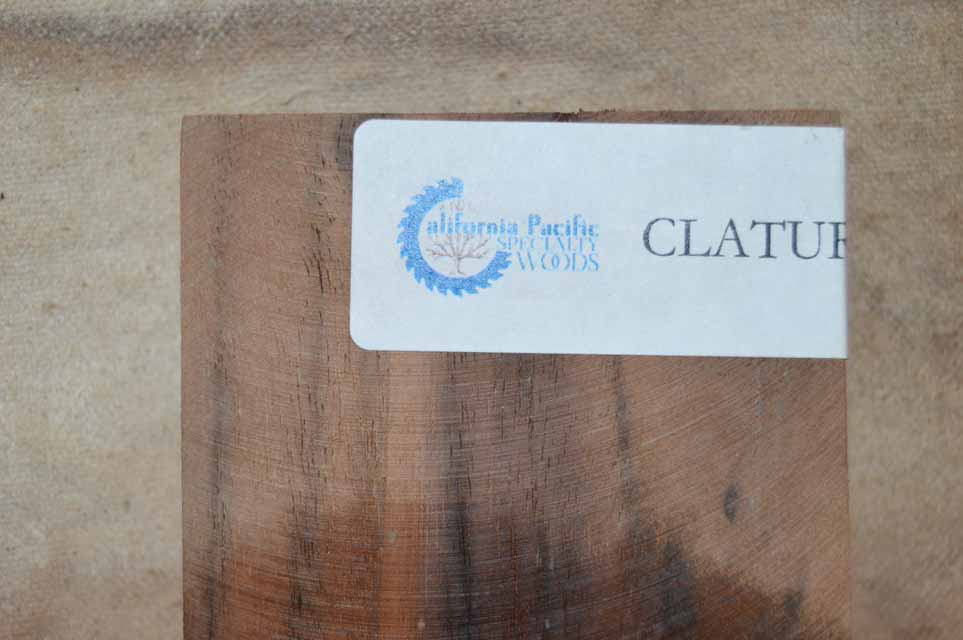 California Pacific
SPECIALTY
WOODS
CLATUR